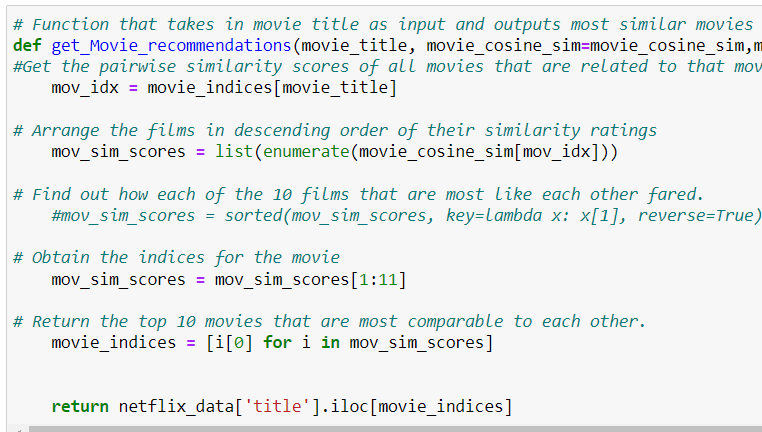 # Function that takes in movie title as input and outputs most similar movies
def get_Movie_recommendations(movie_title, movie_cosine_sim=movie_cosine_sim,m
#Get the pairwise similarity scores of all movies that are related to that mov
    mov_idx = movie_indices[movie_title]
# Arrange the films in descending order of their similarity ratings
    mov_sim_scores = list(enumerate(movie_cosine_sim[mov_idx]))
# Find out how each of the 10 films that are most like each other fared.
    #mov_sim_scores = sorted(mov_sim_scores, key=lambda x: x[1], reverse=True)
# Obtain the indices for the movie
    mov_sim_scores = mov_sim_scores[1:11]
# Return the top 10 movies that are most comparable to each other.
    movie_indices = [i[0] for i in mov_sim_scores]
    return netflix_data['title'].iloc[movie_indices]